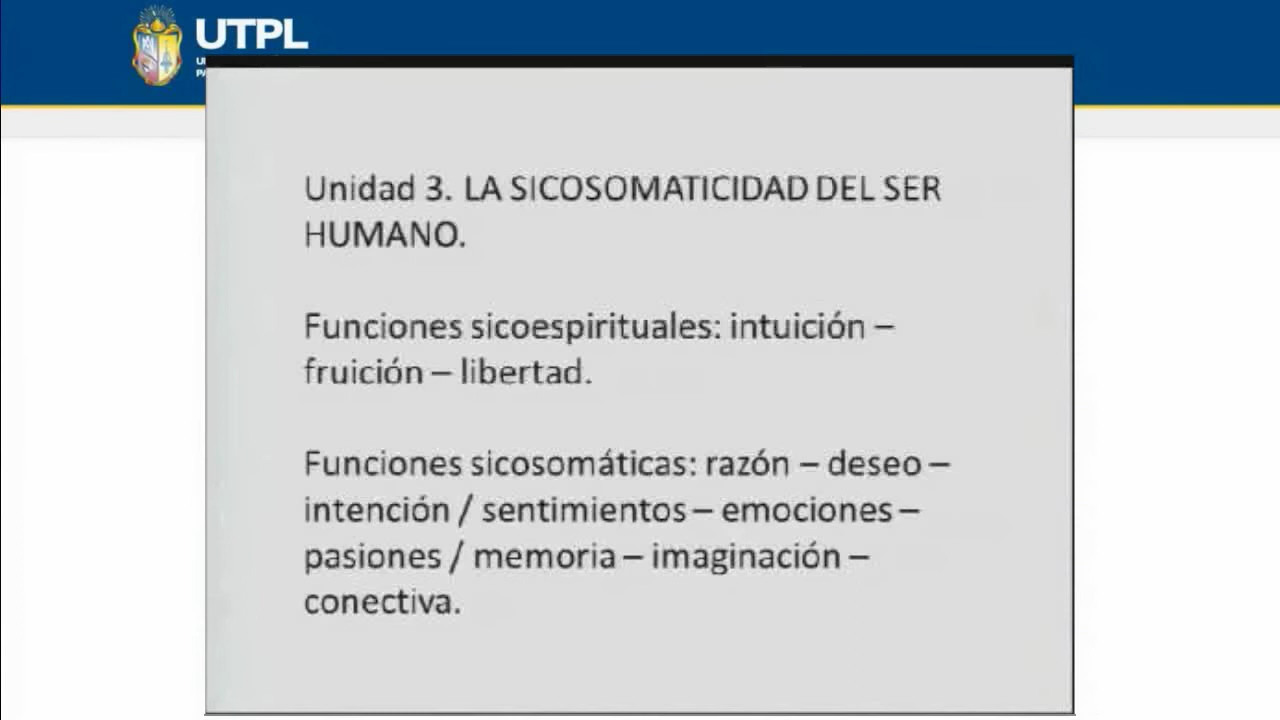 UTPL
Unidad 3. LA SICOSOMATICIDAD DEL SER
HUMANO.
Funciones sicoespirituales: intuición –
fruición – libertad.
Funciones sicosomáticas: razón – deseo –
intención / sentimientos – emociones –
pasiones / memoria – imaginación –
conectiva.